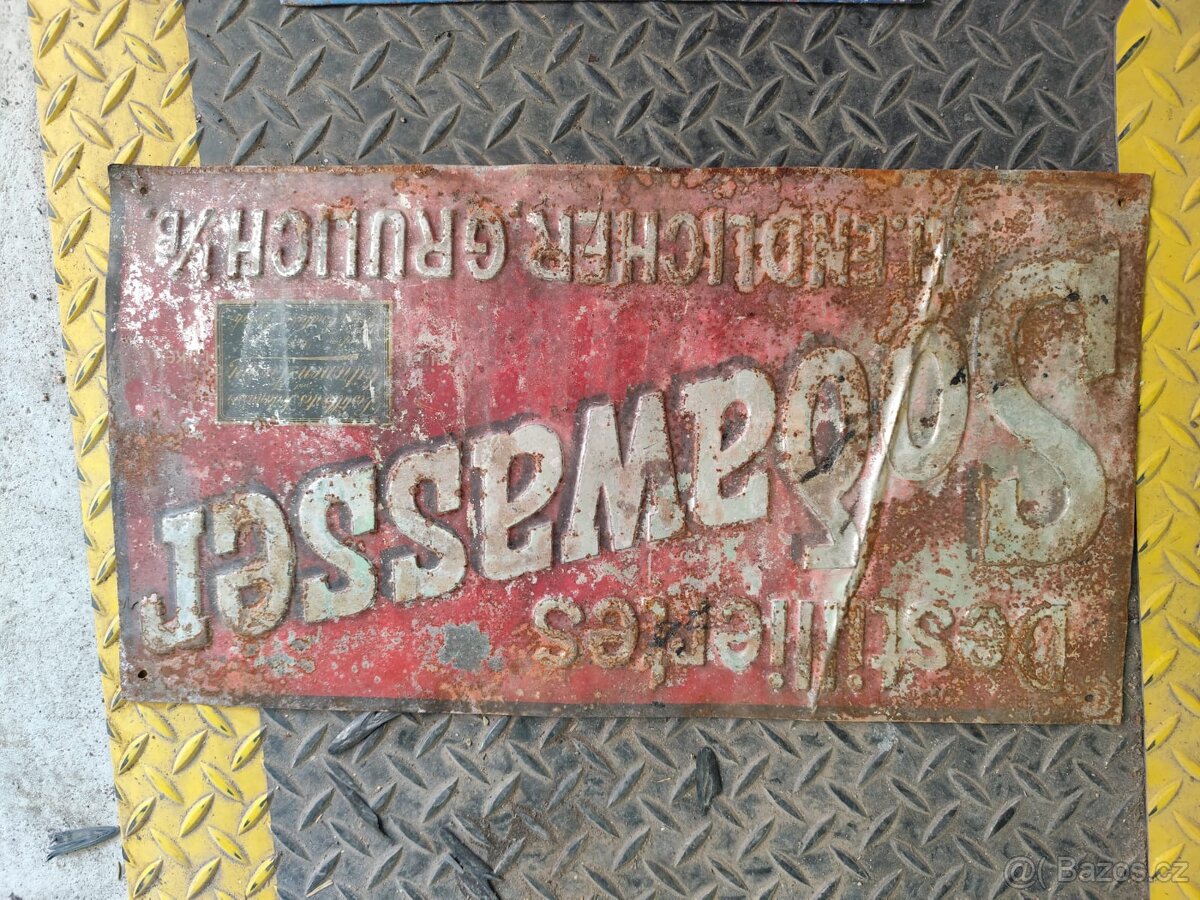 Destilliertes
Sodawasser
H.ENDLICHER, GRULICH i/B.
@ Bazos.cz